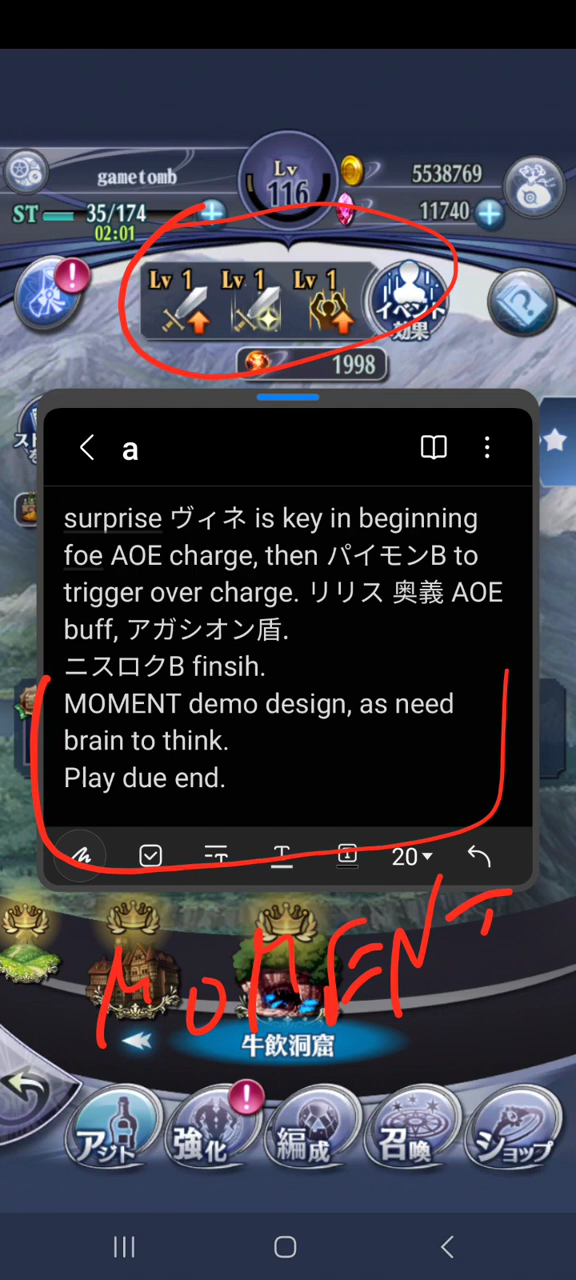 Lv
gametomb
116
5538769
ST 35/174
11740
02:01
Lv 1 Lv 1 Lv 1
イベント
効果
1998
a
surprise ヴィネ is key in beginning
foe AOE charge, then パイモンB to
trigger over charge. リリス 奥義 AOE
buff, アガシオン盾.
ニスロクB finsih.
MOMENT demo design, as need
brain to think.
Play due end.
20
MOMENT
牛飲洞窟
アジト 強化 編成 召喚 ショップ